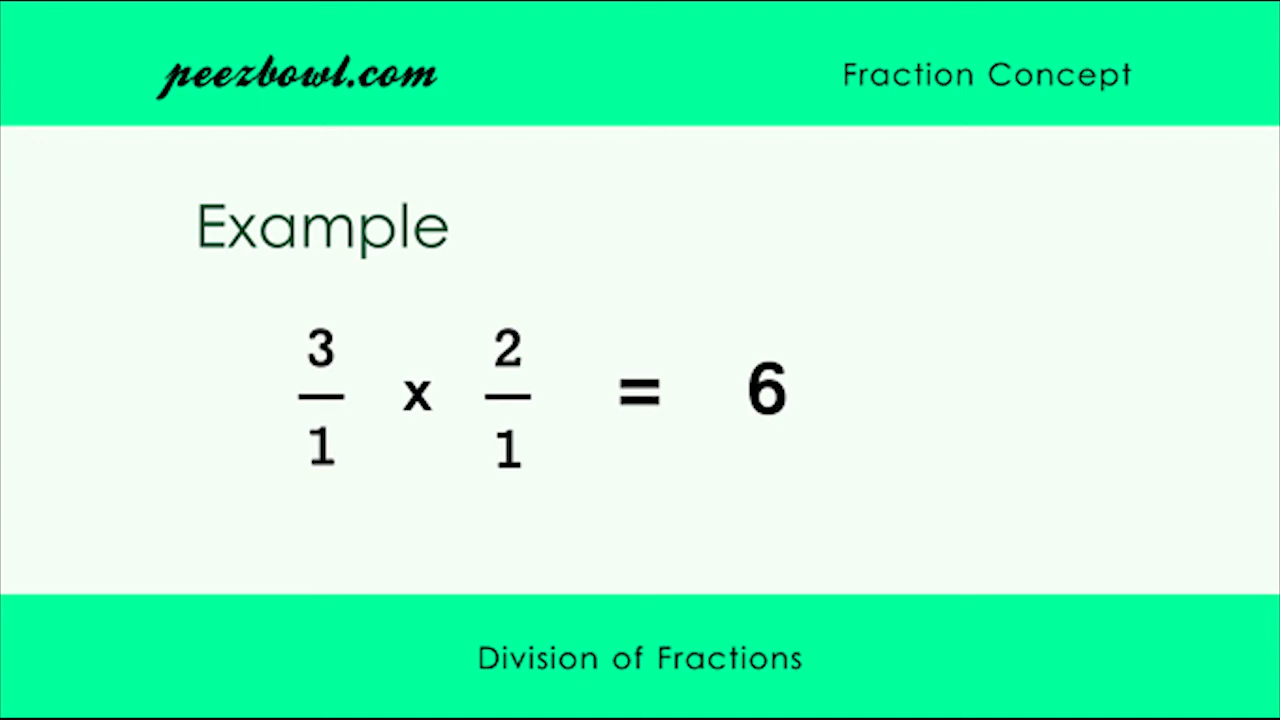 peezbowl.com
Fraction Concept
Example
3/1 x 2/1 = 6
Division of Fractions